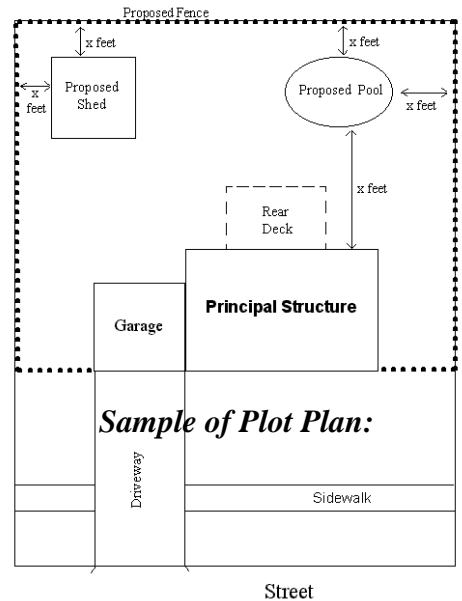 Proposed Fence
x feet
x feet
x
feet
Proposed
Shed
Proposed Pool
x feet
x feet
Rear
Deck
Principal Structure
Garage
Sample of Plot Plan:
Driveway
Sidewalk
Street